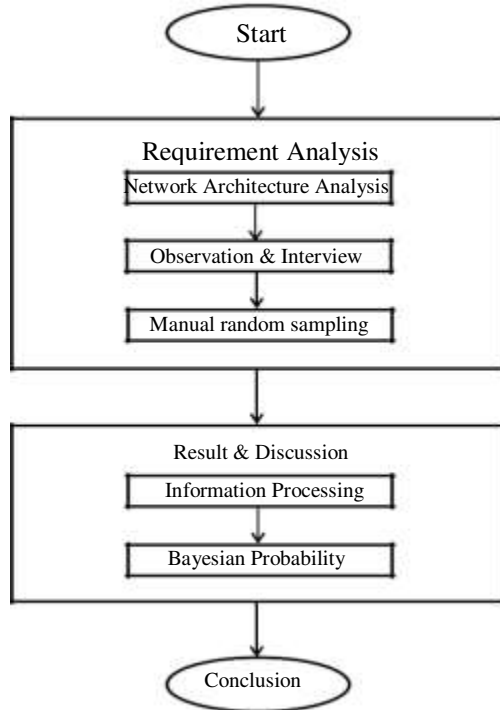 Start
Requirement Analysis
Network Architecture Analysis
Observation & Interview
Manual random sampling
Result & Discussion
Information Processing
Bayesian Probability
Conclusion